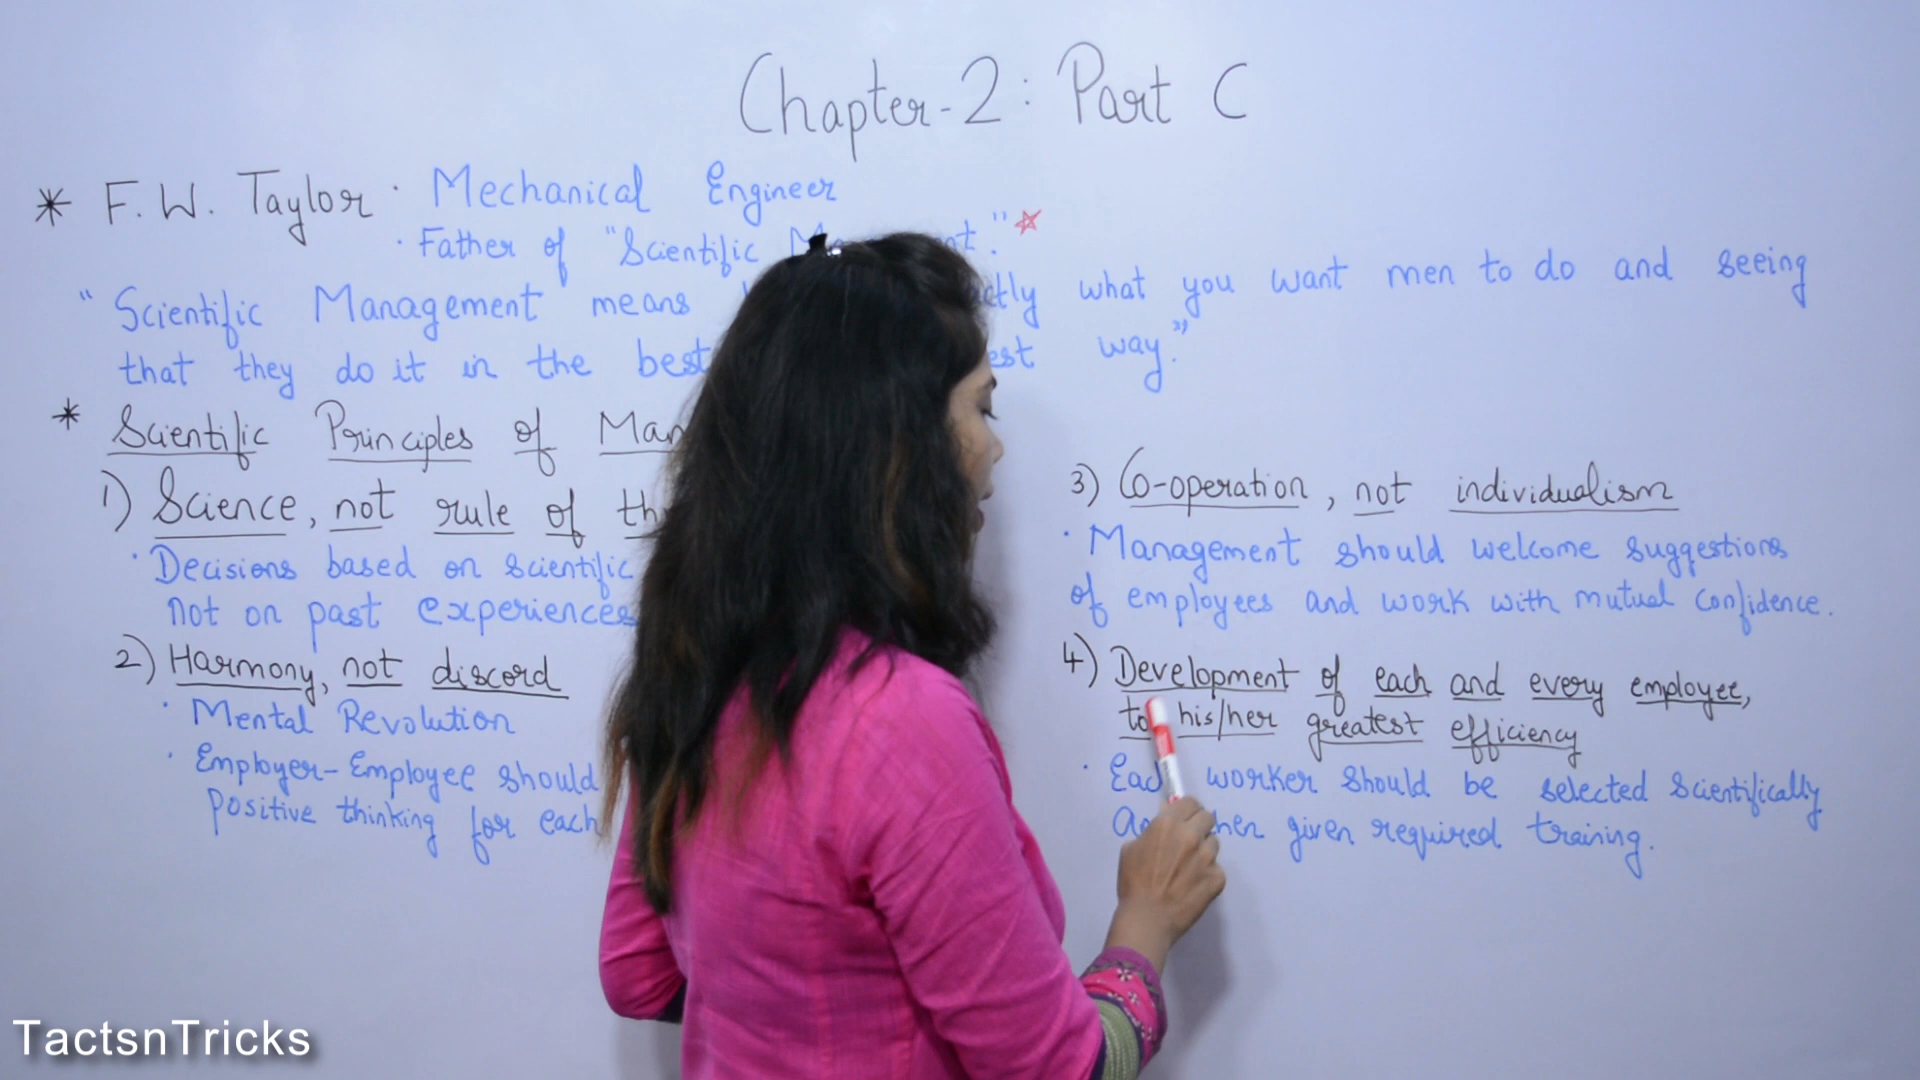 Chapter-2: Part C
* F. W. Taylor · Mechanical Engineer
· Father of "Scientific
"Scientific Management means what you want men to do and seeing
that they do it in the best way."
* Scientific Principles of
1) Science, not rule of
· Decisions based on scientific
not on past experiences
2) Harmony, not discord
· Mental Revolution
· Employer-Employee should
positive thinking for each
3) Co-operation, not individualism
· Management should welcome suggestions
of employees and work with mutual confidence.
4) Development of each and every employee,
to his/her greatest efficiency
· Each worker should be selected scientifically
given required training.
TactsnTricks